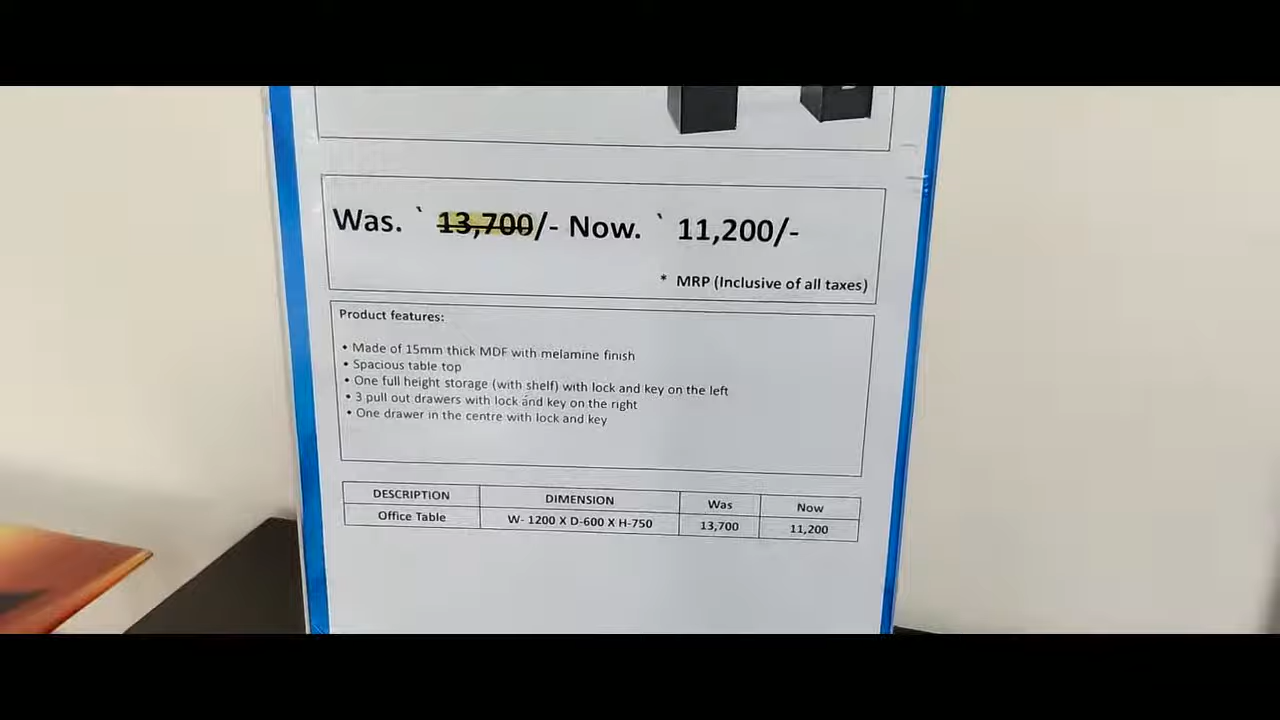 Was. ` 13,700/- Now. ` 11,200/-
* MRP (Inclusive of all taxes)
Product features:
• Made of 15mm thick MDF with melamine finish
• Spacious table top
• One full height storage (with shelf) with lock and key on the left
• 3 pull out drawers with lock and key on the right
• One drawer in the centre with lock and key
DESCRIPTION DIMENSION Was Now
Office Table W- 1200 X D-600 X H-750 13,700 11,200